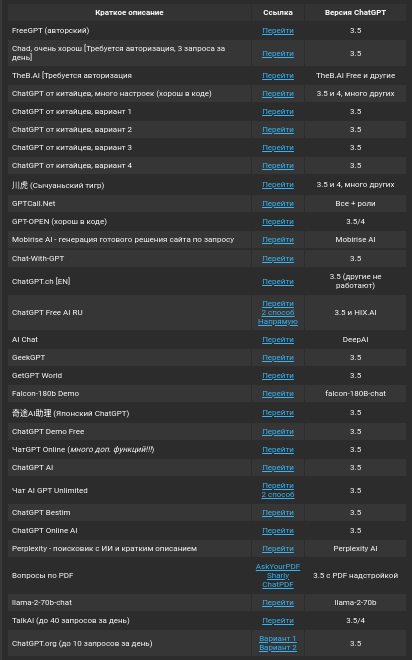 Краткое описание Ссылка Версия ChatGPT
FreeGPT (авторский) Перейти 3.5
Chad, очень хорош [Требуется авторизация, 3 запроса за
день] Перейти 3.5
TheB.AI [Требуется авторизация Перейти TheB.AI Free и другие
ChatGPT от китайцев, много настроек (хорош в коде) Перейти 3.5 и 4, много других
ChatGPT от китайцев, вариант 1 Перейти 3.5
ChatGPT от китайцев, вариант 2 Перейти 3.5
ChatGPT от китайцев, вариант 3 Перейти 3.5
ChatGPT от китайцев, вариант 4 Перейти 3.5
川虎 (Сычуаньский тигр) Перейти 3.5 и 4, много других
GPTCall.Net Перейти Все + роли
GPT-OPEN (хорош в коде) Перейти 3.5/4
Mobirise AI - генерация готового решения сайта по запросу Перейти Mobirise AI
Chat-With-GPT Перейти 3.5
ChatGPT.ch [EN] Перейти 3.5 (другие не
работают)
ChatGPT Free AI RU Перейти 3.5 и HIX.AI
2 способ
Напрямую
AI Chat Перейти DeepAI
GeekGPT Перейти 3.5
GetGPT World Перейти 3.5
Falcon-180b Demo Перейти falcon-180B-chat
奇途AI助理 (Японский ChatGPT) Перейти 3.5
ChatGPT Demo Free Перейти 3.5
ЧатGPT Online (много доп. функций!!!) Перейти 3.5
ChatGPT AI Перейти 3.5
Чат AI GPT Unlimited Перейти 3.5
2 способ
ChatGPT Bestim Перейти 3.5
ChatGPT Online AI Перейти 3.5
Perplexity - поисковик с ИИ и кратким описанием Перейти Perplexity AI
Вопросы по PDF AskYourPDF 3.5 с PDF надстройкой
Sharly
ChatPDF
llama-2-70b-chat Перейти llama-2-70b
TalkAI (до 40 запросов за день) Перейти 3.5/4
ChatGPT.org (до 10 запросов за день) Вариант 1 3.5
Вариант 2